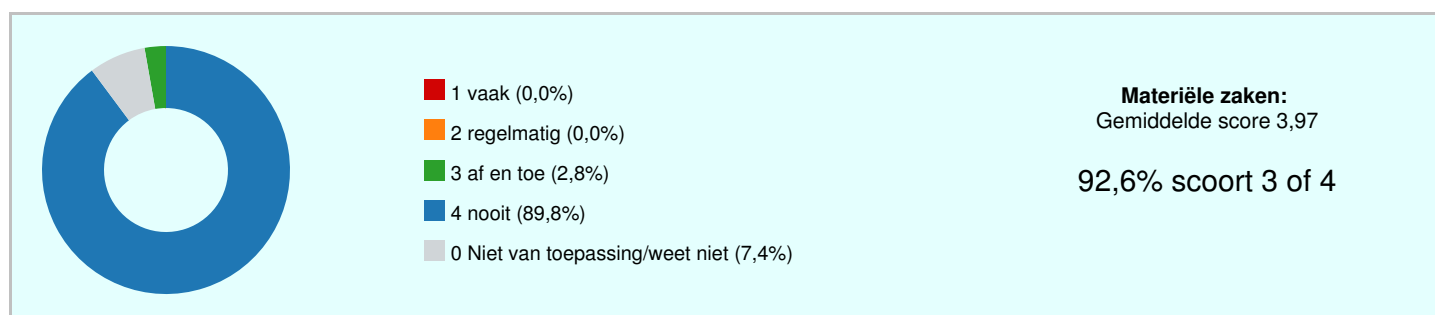 1 vaak (0,0%)
2 regelmatig (0,0%)
3 af en toe (2,8%)
4 nooit (89,8%)
0 Niet van toepassing/weet niet (7,4%)
Materiële zaken:
Gemiddelde score 3,97
92,6% scoort 3 of 4